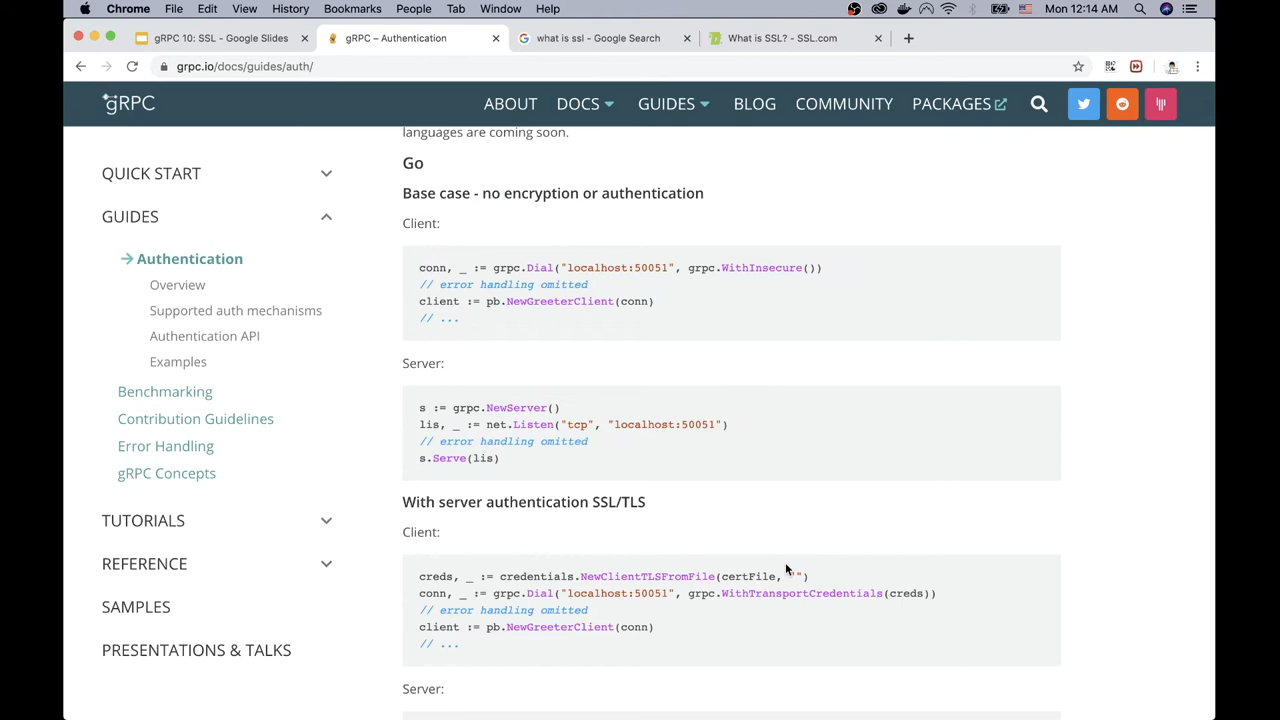 Chrome File Edit View History Bookmarks People Tab Window Help Mon 12:14 AM
gRPC 10: SSL - Google Slides
gRPC – Authentication
what is ssl - Google Search
What is SSL? - SSL.com
grpc.io/docs/guides/auth/
gRPC
ABOUT DOCS GUIDES BLOG COMMUNITY PACKAGES
QUICK START
GUIDES
Authentication
Overview
Supported auth mechanisms
Authentication API
Examples
Benchmarking
Contribution Guidelines
Error Handling
gRPC Concepts
TUTORIALS
REFERENCE
SAMPLES
PRESENTATIONS & TALKS
languages are coming soon.
Go
Base case - no encryption or authentication
Client:
conn, _ := grpc.Dial("localhost:50051", grpc.WithInsecure())
// error handling omitted
client := pb.NewGreeterClient(conn)
// ...
Server:
s := grpc.NewServer()
lis, _ := net.Listen("tcp", "localhost:50051")
// error handling omitted
s.Serve(lis)
With server authentication SSL/TLS
Client:
creds, _ := credentials.NewClientTLSFromFile(certFile, "")
conn, _ := grpc.Dial("localhost:50051", grpc.WithTransportCredentials(creds))
// error handling omitted
client := pb.NewGreeterClient(conn)
// ...
Server: